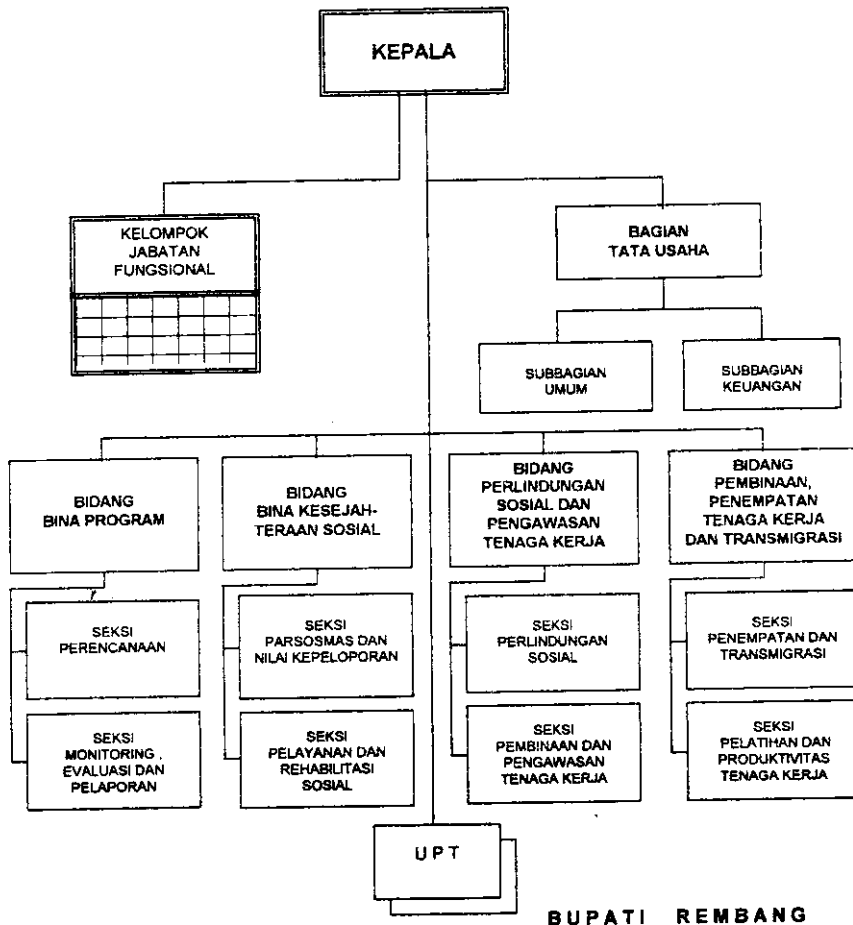 KEPALA
KELOMPOK
JABATAN
FUNGSIONAL
BAGIAN
TATA USAHA
SUBBAGIAN
UMUM
SUBBAGIAN
KEUANGAN
BIDANG
BINA PROGRAM
BIDANG
BINA KESEJAH-
TERAAN SOSIAL
BIDANG
PERLINDUNGAN
SOSIAL DAN
PENGAWASAN
TENAGA KERJA
BIDANG
PEMBINAAN,
PENEMPATAN
TENAGA KERJA
DAN TRANSMIGRASI
SEKSI
PERENCANAAN
SEKSI
PARSOSMAS DAN
NILAI KEPELOPORAN
SEKSI
PERLINDUNGAN
SOSIAL
SEKSI
PENEMPATAN DAN
TRANSMIGRASI
SEKSI
MONITORING ,
EVALUASI DAN
PELAPORAN
SEKSI
PELAYANAN DAN
REHABILITASI
SOSIAL
SEKSI
PEMBINAAN DAN
PENGAWASAN
TENAGA KERJA
SEKSI
PELATIHAN DAN
PRODUKTIVITAS
TENAGA KERJA
U P T
BUPATI REMBANG